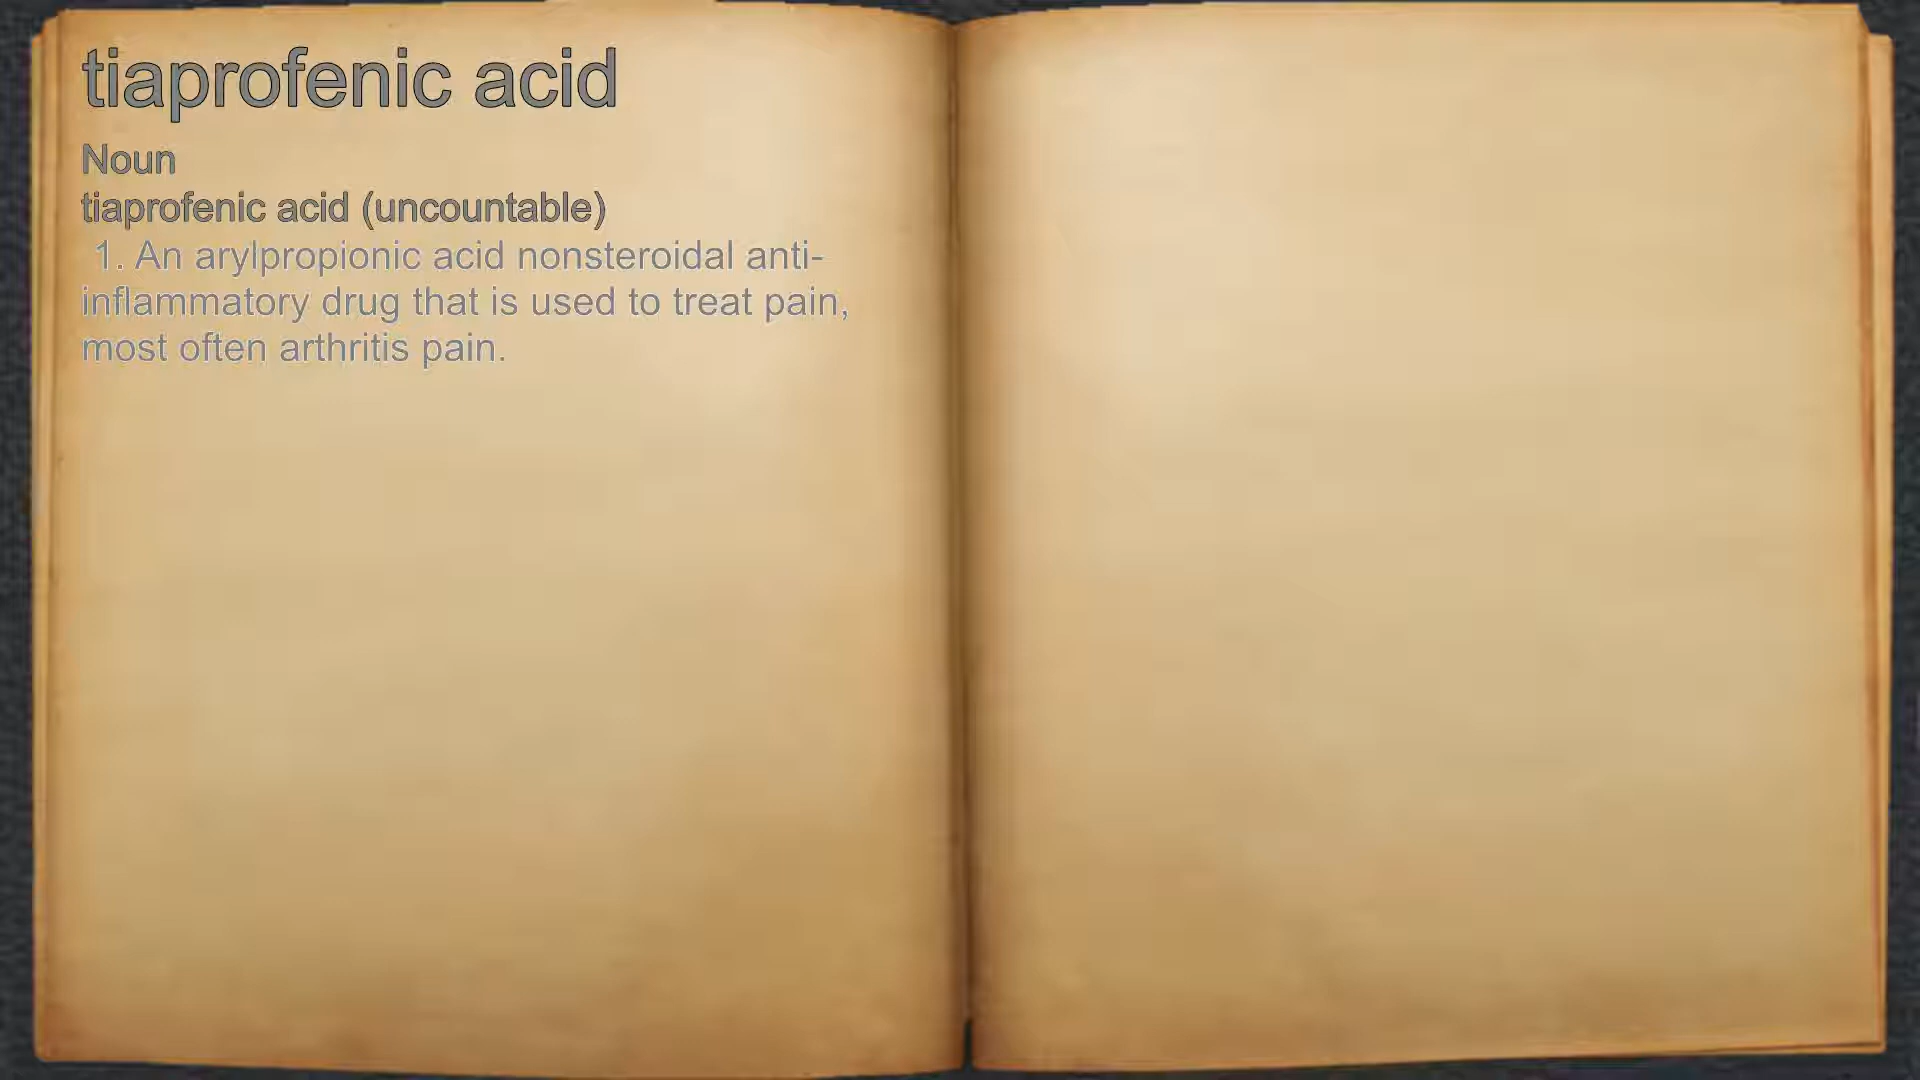 tiaprofenic acid
Noun
tiaprofenic acid (uncountable)
1. An arylpropionic acid nonsteroidal anti-
inflammatory drug that is used to treat pain,
most often arthritis pain.